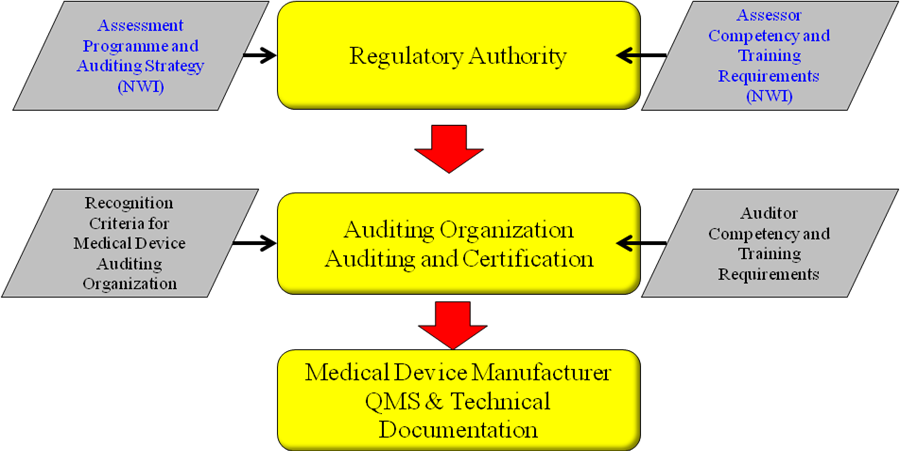 Assessment
Programme and
Auditing Strategy
(NWI)
Regulatory Authority
Assessor
Competency and
Training
Requirements
(NWI)
Recognition
Criteria for
Medical Device
Auditing
Organization
Auditing Organization
Auditing and Certification
Auditor
Competency and
Training
Requirements
Medical Device Manufacturer
QMS & Technical
Documentation